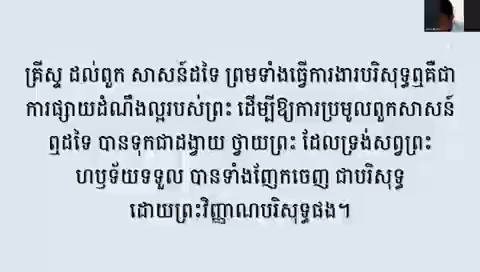 គ្រីស្ទ ដល់ពួក សាសន៍ដទៃ ព្រមទាំងធ្វើការងារបរិសុទ្ធឮគឺជា
ការផ្សាយដំណឹងល្អរបស់ព្រះ ដើម្បីឱ្យការប្រមូលពួកសាសន៍
ឮដទៃ បានទុកជាដង្វាយ ថ្វាយព្រះ ដែលទ្រង់សព្វព្រះ
ហឫទ័យទទួល បានទាំងញែកចេញ ជាបរិសុទ្ធ
ដោយព្រះវិញ្ញាណបរិសុទ្ធផង។